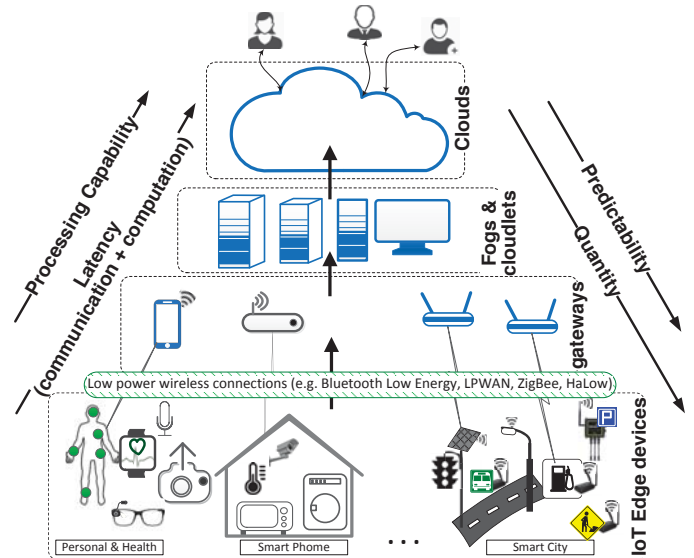 Clouds
Processing Capability
Latency
(communication + computation)
Predictability
Quantity
Fogs &
cloudlets
gateways
Low power wireless connections (e.g. Bluetooth Low Energy, LPWAN, ZigBee, HaLow)
P
IoT Edge devices
Personal & Health
Smart Phome
...
Smart City